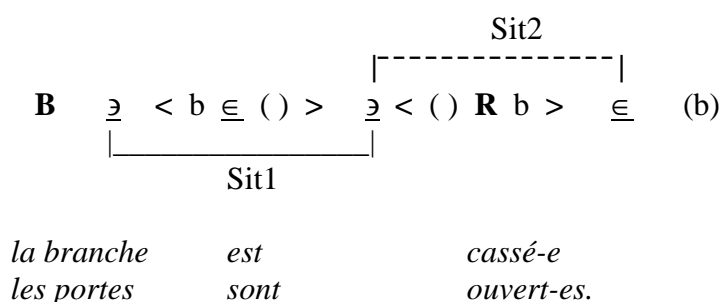 Sit2
B ϶ < b ∈ ( ) > ϶ < ( ) R b > ∈ (b)
Sit1
la branche est cassé-e
les portes sont ouvert-es.